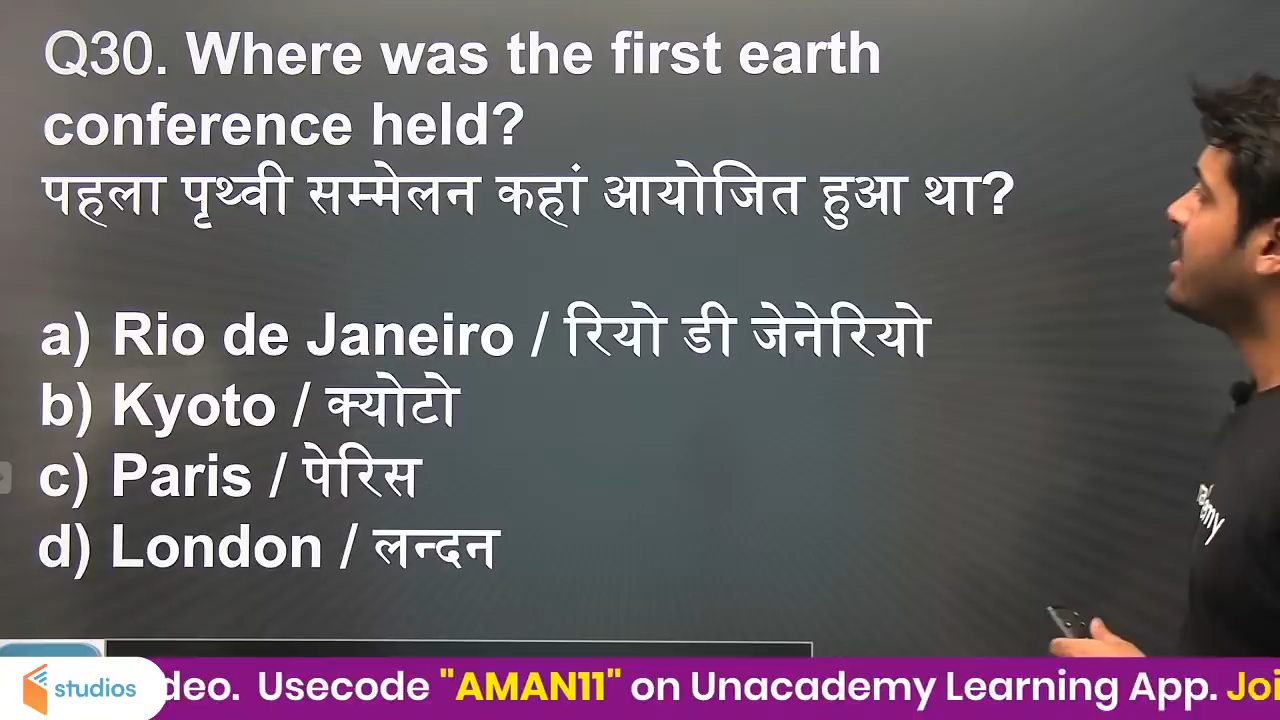 Q30. Where was the first earth
conference held?
पहला पृथ्वी सम्मेलन कहां आयोजित हुआ था?
a) Rio de Janeiro / रियो डी जेनेरियो
b) Kyoto / क्योटो
c) Paris / पेरिस
d) London / लन्दन
studios deo. Usecode "AMAN11" on Unacademy Learning App. Joi